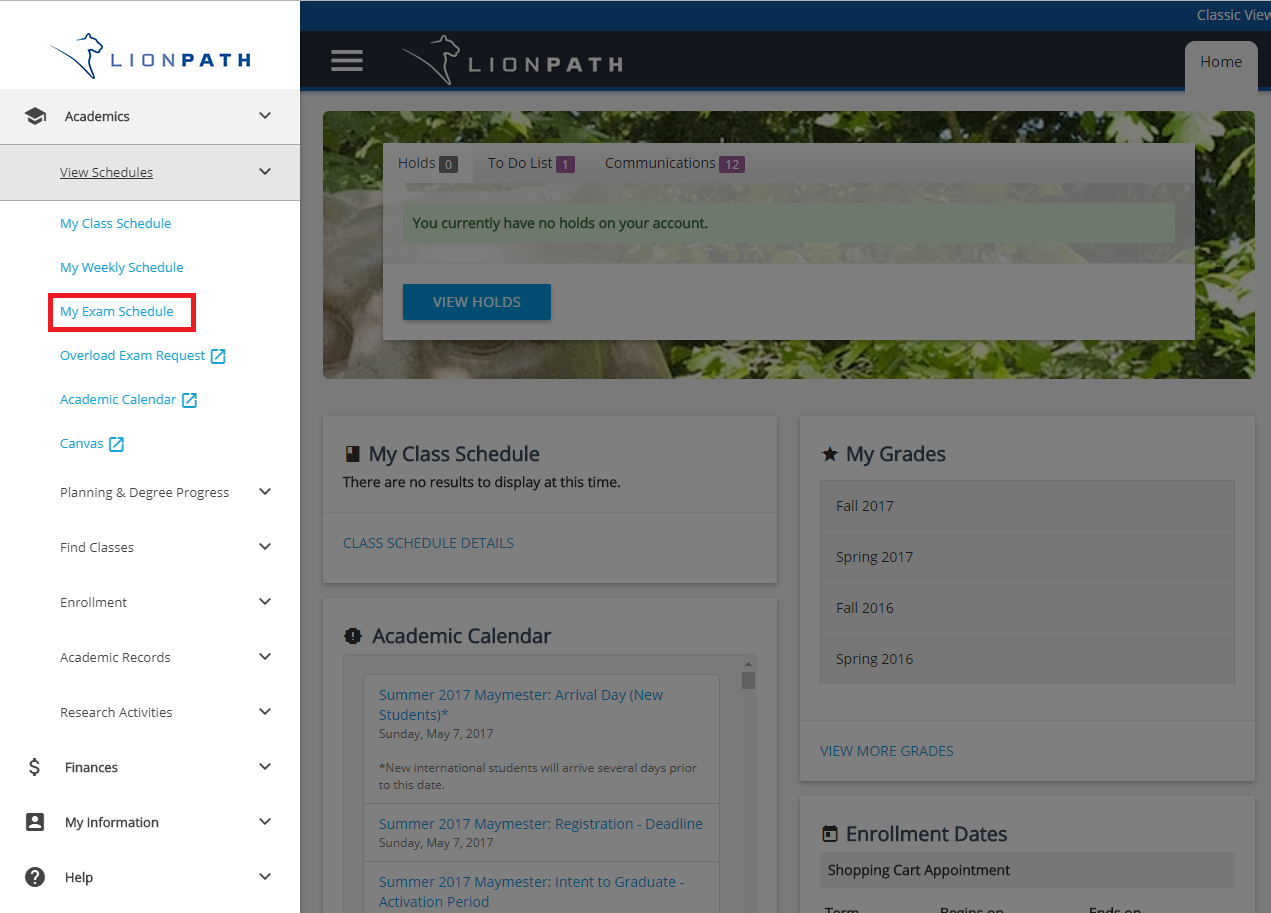 LIONPATH
Academics
View Schedules
My Class Schedule
My Weekly Schedule
My Exam Schedule
Overload Exam Request
Academic Calendar
Canvas
Planning & Degree Progress
Find Classes
Enrollment
Academic Records
Research Activities
Finances
My Information
Help
Classic View
LIONPATH
Home
Holds 0 To Do List 1 Communications 12
You currently have no holds on your account.
VIEW HOLDS
My Class Schedule
There are no results to display at this time.
CLASS SCHEDULE DETAILS
Academic Calendar
Summer 2017 Maymester: Arrival Day (New
Students)*
Sunday, May 7, 2017
*New international students will arrive several days prior
to this date.
Summer 2017 Maymester: Registration - Deadline
Sunday, May 7, 2017
Summer 2017 Maymester: Intent to Graduate -
Activation Period
My Grades
Fall 2017
Spring 2017
Fall 2016
Spring 2016
VIEW MORE GRADES
Enrollment Dates
Shopping Cart Appointment
Term Begins on Ends on